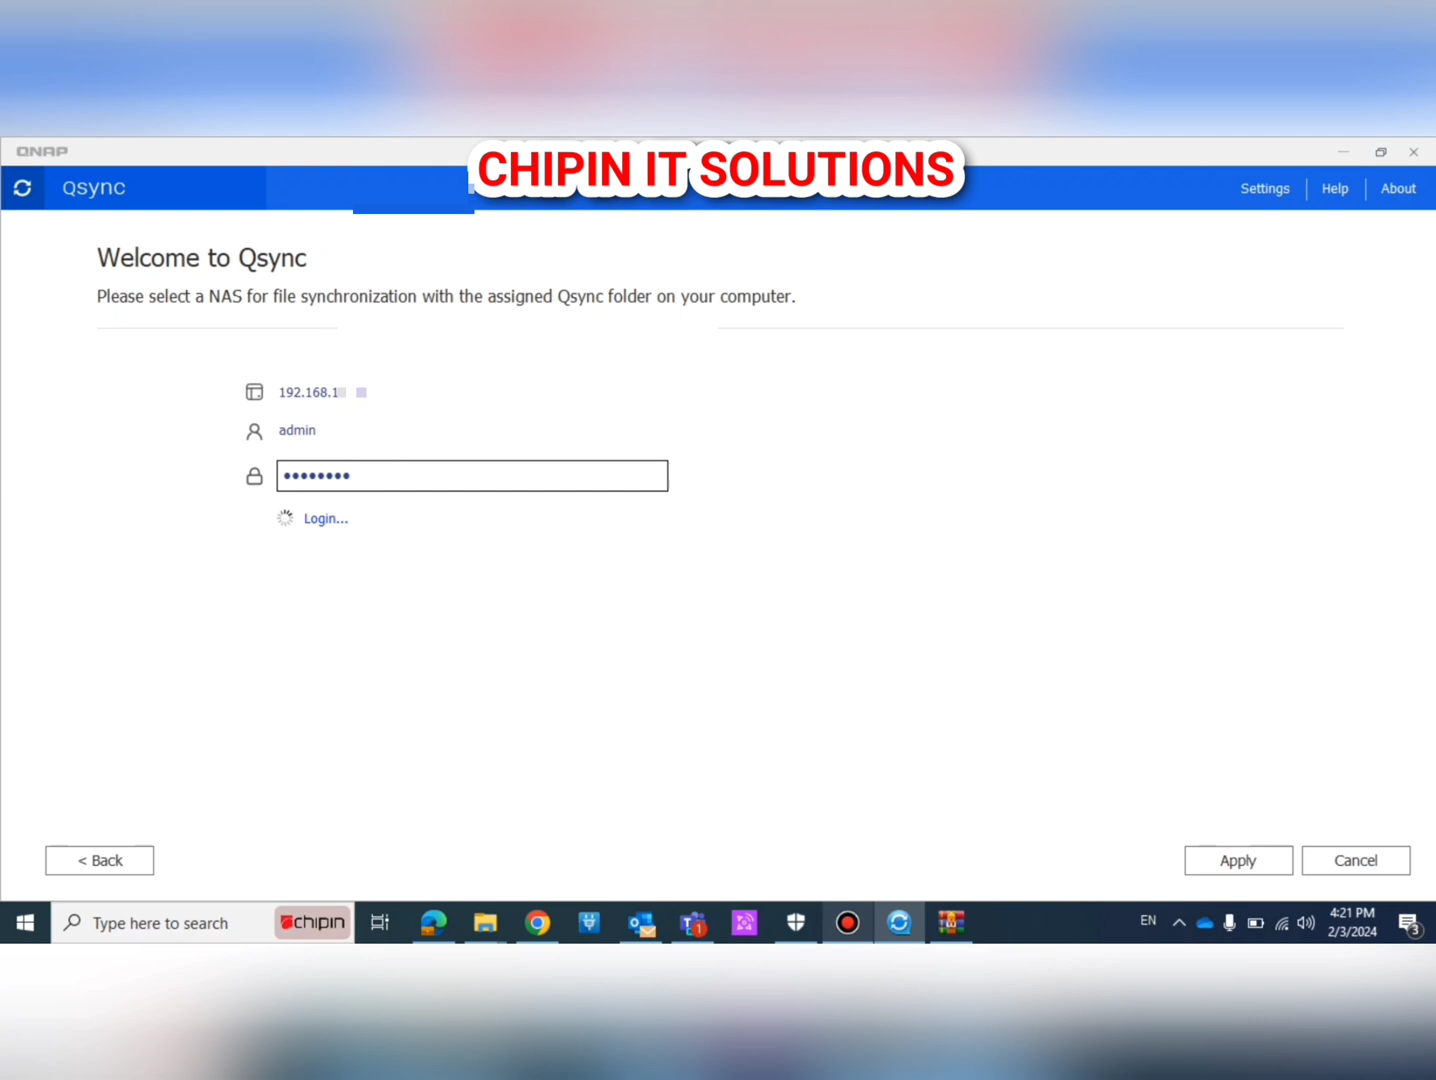 QNAP
CHIPIN IT SOLUTIONS
Qsync
Settings
Help
About
Welcome to Qsync
Please select a NAS for file synchronization with the assigned Qsync folder on your computer.
192.168.1
admin
Login...
< Back
Apply
Cancel
Type here to search
chipin
1
EN
4:21 PM
2/3/2024
3